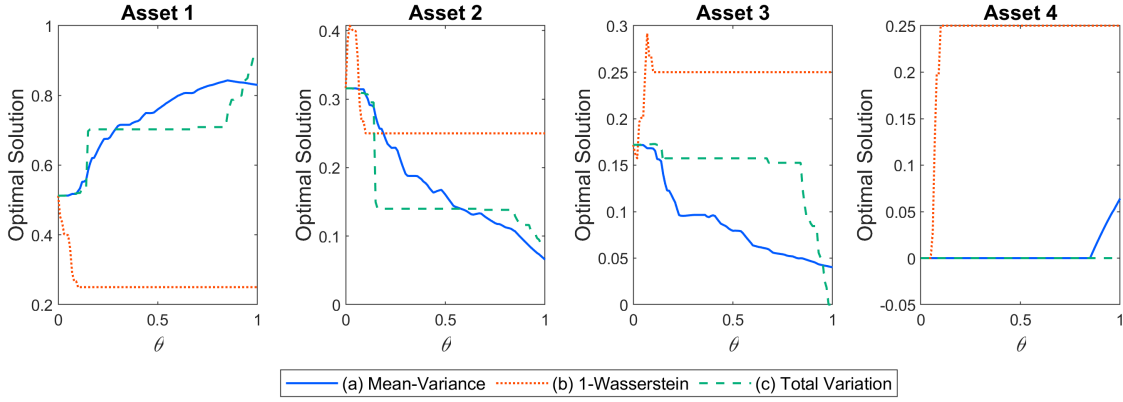 Asset 1
Optimal Solution
1
0.8
0.6
0.4
0.2
0
0.5
1
θ
Asset 2
Optimal Solution
0.4
0.3
0.2
0.1
0
0
0.5
1
θ
Asset 3
Optimal Solution
0.3
0.25
0.2
0.15
0.1
0.05
0
0
0.5
1
θ
Asset 4
Optimal Solution
0.25
0.2
0.15
0.1
0.05
0
-0.05
0
0.5
1
θ
(a) Mean-Variance (b) 1-Wasserstein (c) Total Variation